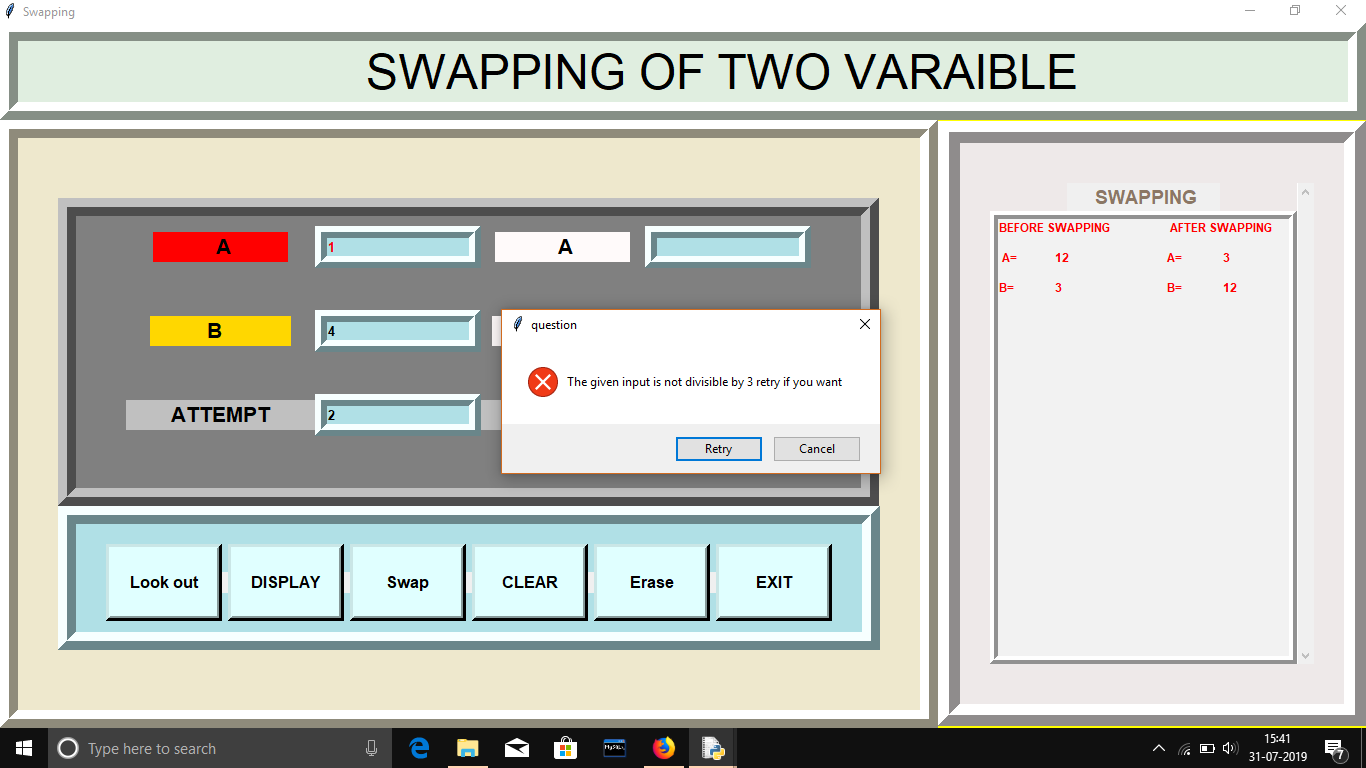 Swapping
SWAPPING OF TWO VARAIBLE
A 1 A
B 4
ATTEMPT 2
question
The given input is not divisible by 3 retry if you want
Retry Cancel
Look out DISPLAY Swap CLEAR Erase EXIT
SWAPPING
BEFORE SWAPPING AFTER SWAPPING
A= 12 A= 3
B= 3 B= 12
Type here to search
MySQL
15:41
31-07-2019
7